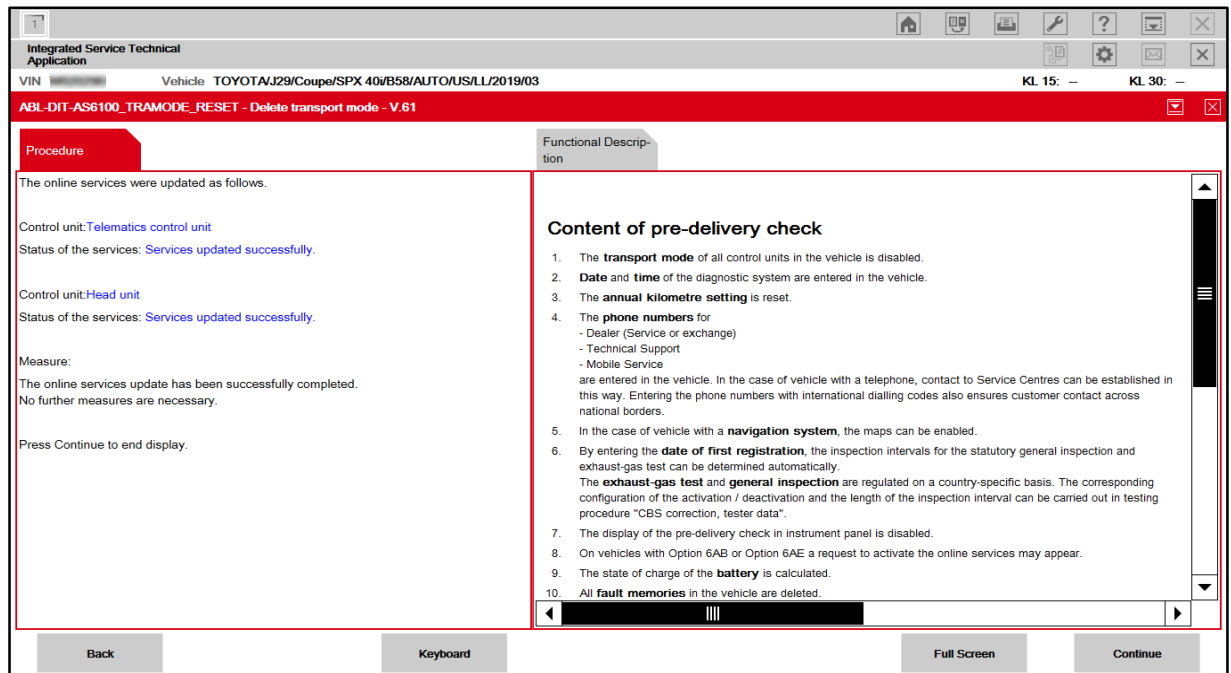 1
?
Integrated Service Technical
Application
VIN
Vehicle TOYOTA/J29/Coupe/SPX 40i/B58/AUTO/US/LL/2019/03
KL 15: –
KL 30: –
ABL-DIT-AS6100_TRAMODE_RESET - Delete transport mode - V.61
Procedure
The online services were updated as follows.
Control unit:Telematics control unit
Status of the services: Services updated successfully.
Control unit:Head unit
Status of the services: Services updated successfully.
Measure:
The online services update has been successfully completed.
No further measures are necessary.
Press Continue to end display.
Functional Descrip-
tion
Content of pre-delivery check
1. The transport mode of all control units in the vehicle is disabled.
2. Date and time of the diagnostic system are entered in the vehicle.
3. The annual kilometre setting is reset.
4. The phone numbers for
- Dealer (Service or exchange)
- Technical Support
- Mobile Service
are entered in the vehicle. In the case of vehicle with a telephone, contact to Service Centres can be established in
this way. Entering the phone numbers with international dialling codes also ensures customer contact across
national borders.
5. In the case of vehicle with a navigation system, the maps can be enabled.
6. By entering the date of first registration, the inspection intervals for the statutory general inspection and
exhaust-gas test can be determined automatically.
The exhaust-gas test and general inspection are regulated on a country-specific basis. The corresponding
configuration of the activation / deactivation and the length of the inspection interval can be carried out in testing
procedure "CBS correction, tester data".
7. The display of the pre-delivery check in instrument panel is disabled.
8. On vehicles with Option 6AB or Option 6AE a request to activate the online services may appear.
9. The state of charge of the battery is calculated.
10. All fault memories in the vehicle are deleted.
Back
Keyboard
Full Screen
Continue